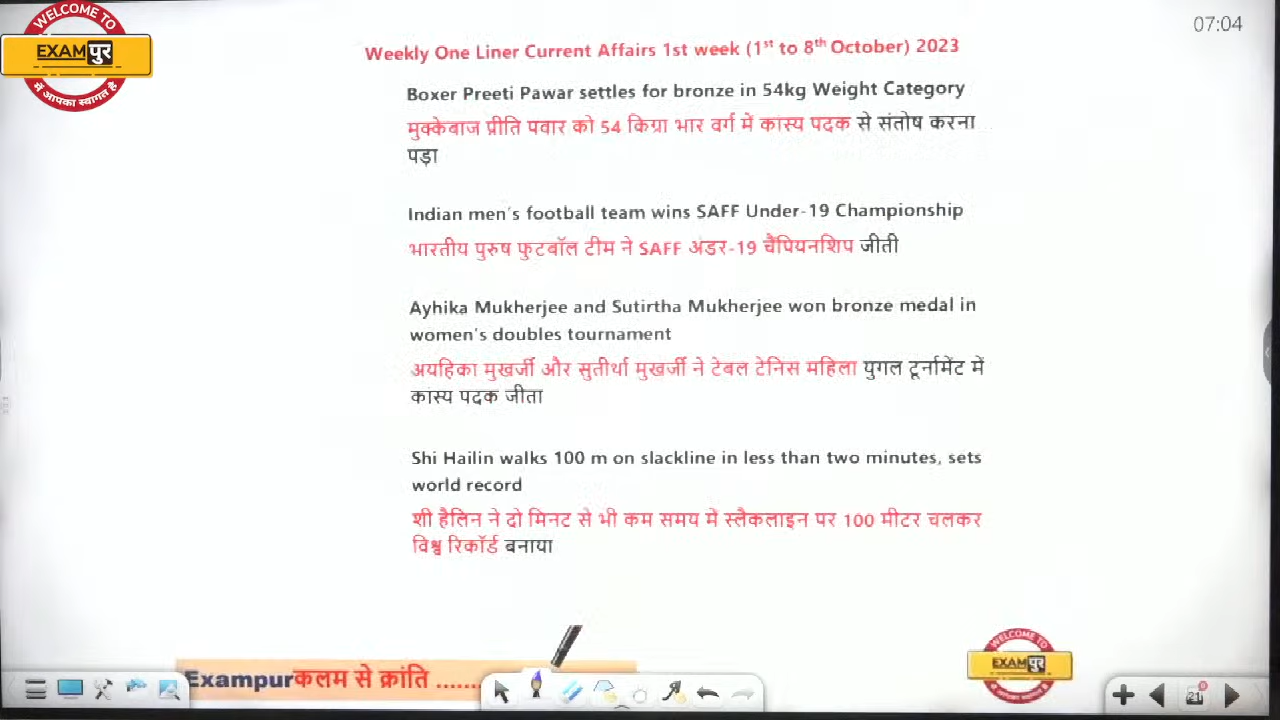 WELCOME TO
EXAMपुर
में आपका स्वागत है
07:04
Weekly One Liner Current Affairs 1st week (1st to 8th October) 2023
Boxer Preeti Pawar settles for bronze in 54kg Weight Category
मुक्केबाज प्रीति पवार को 54 किग्रा भार वर्ग में कास्य पदक से संतोष करना
पड़ा
Indian men's football team wins SAFF Under-19 Championship
भारतीय पुरुष फुटबॉल टीम ने SAFF अंडर-19 चैंपियनशिप जीती
Ayhika Mukherjee and Sutirtha Mukherjee won bronze medal in
women's doubles tournament
अयहिका मुखर्जी और सुतीर्था मुखर्जी ने टेबल टेनिस महिला युगल टूर्नामेंट में
कांस्य पदक जीता
Shi Hailin walks 100 m on slackline in less than two minutes, sets
world record
शी हैलिन ने दो मिनट से भी कम समय में स्लैकलाइन पर 100 मीटर चलकर
विश्व रिकॉर्ड बनाया
WELCOME TO
EXAMपुर
में आपका स्वागत है
Exampurकलम से क्रांति .......
21